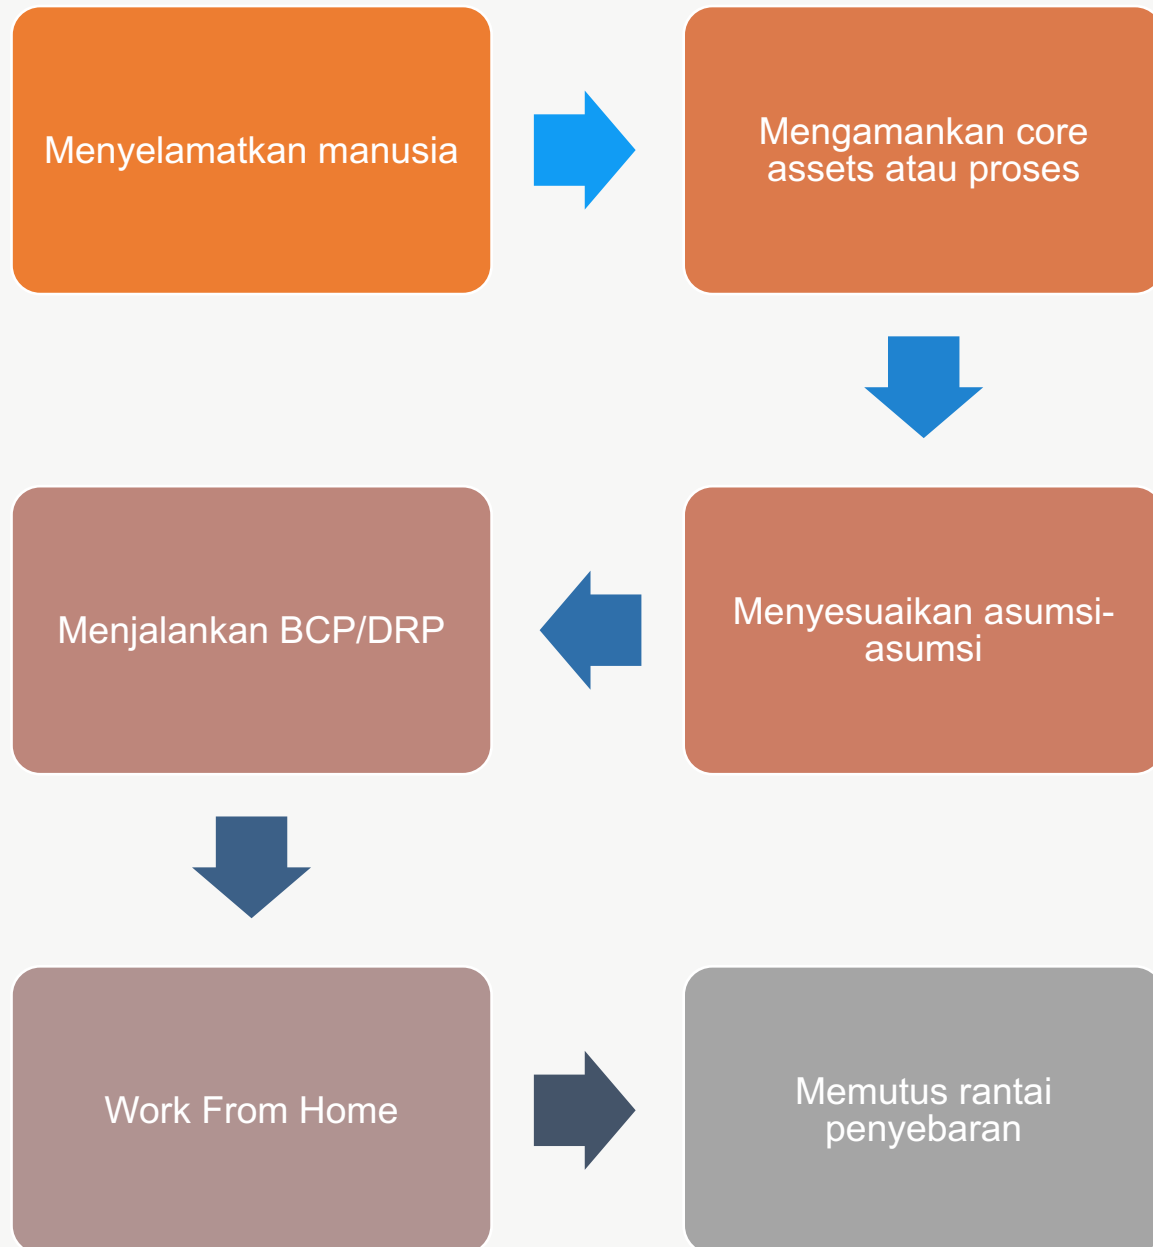 Menyelamatkan manusia
Mengamankan core
assets atau proses
Menyesuaikan asumsi-
asumsi
Menjalankan BCP/DRP
Work From Home
Memutus rantai
penyebaran